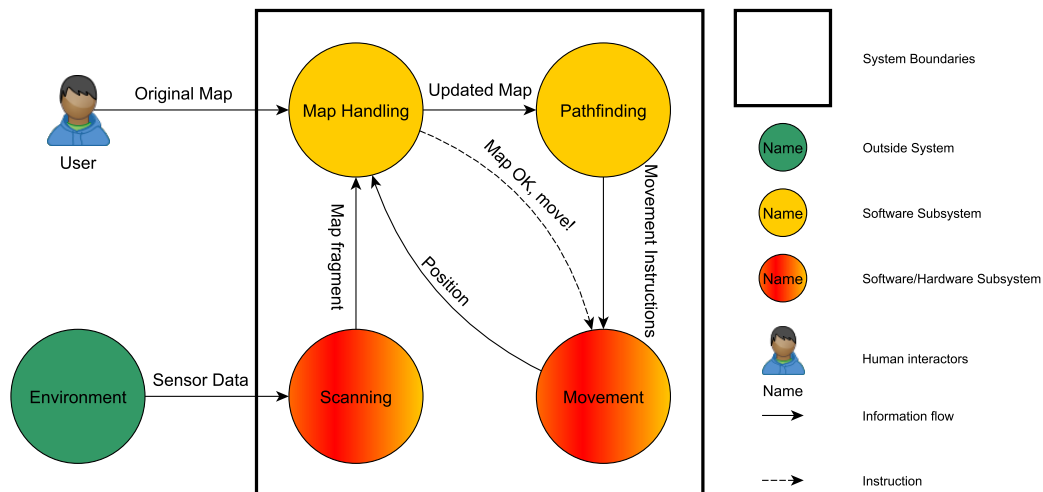 Original Map
User
Map Handling
Updated Map
Pathfinding
Map OK, move!
Movement Instructions
Map fragment
Position
Environment
Sensor Data
Scanning
Movement
System Boundaries
Name
Outside System
Name
Software Subsystem
Name
Software/Hardware Subsystem
Human interactors
Name
Information flow
Instruction